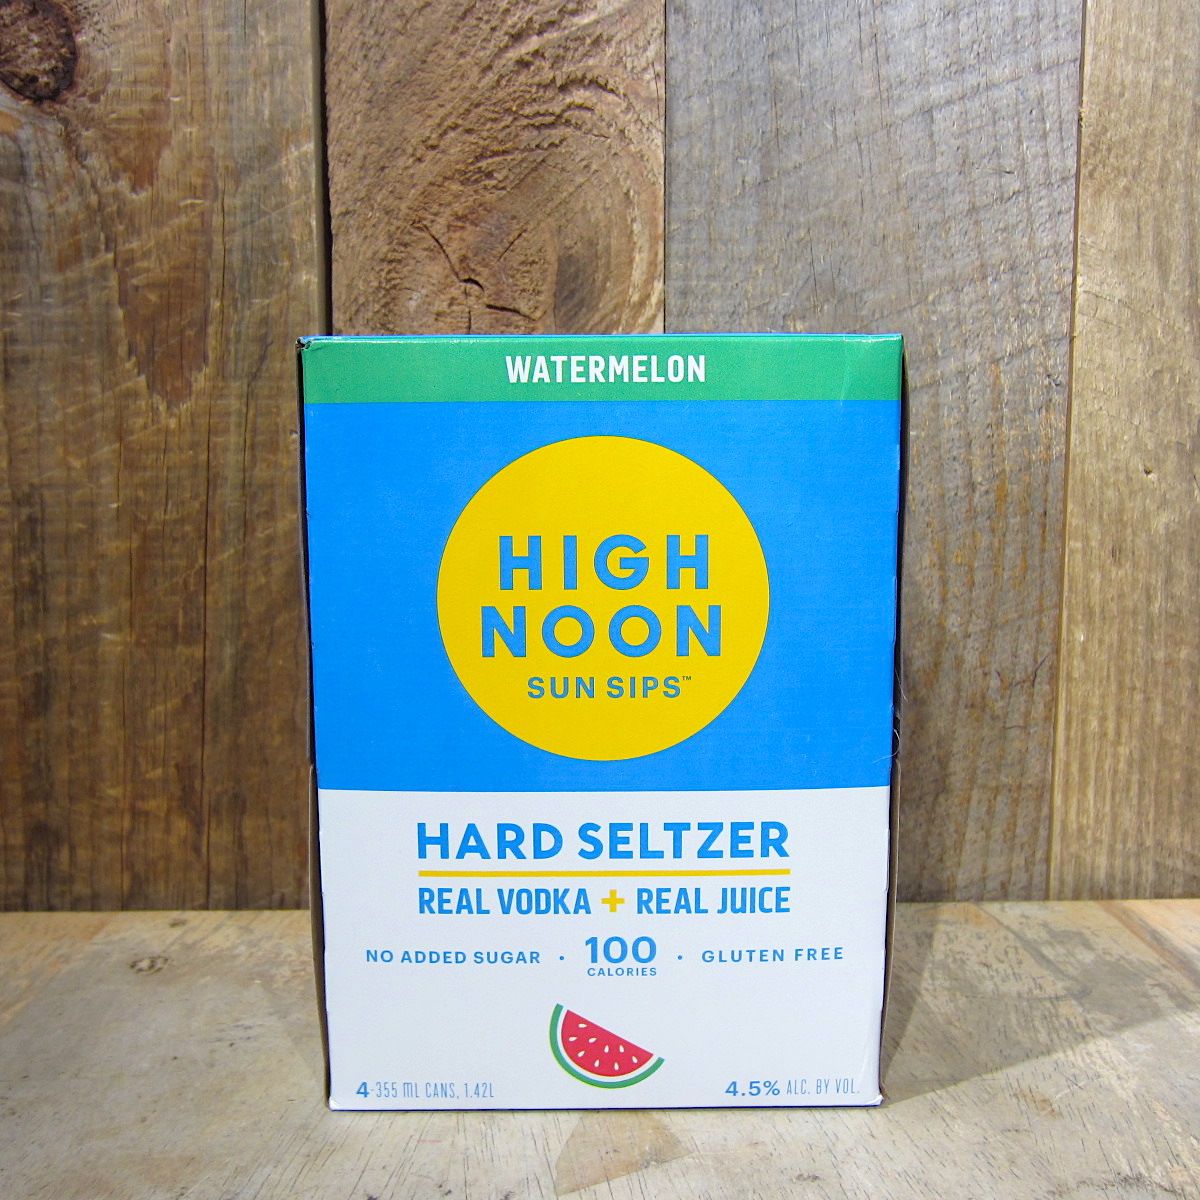 WATERMELON
HIGH
NOON
SUN SIPS™
HARD SELTZER
REAL VODKA + REAL JUICE
NO ADDED SUGAR · 100 CALORIES · GLUTEN FREE
4-355 ml CANS, 1.42L
4.5% ALC. BY VOL.